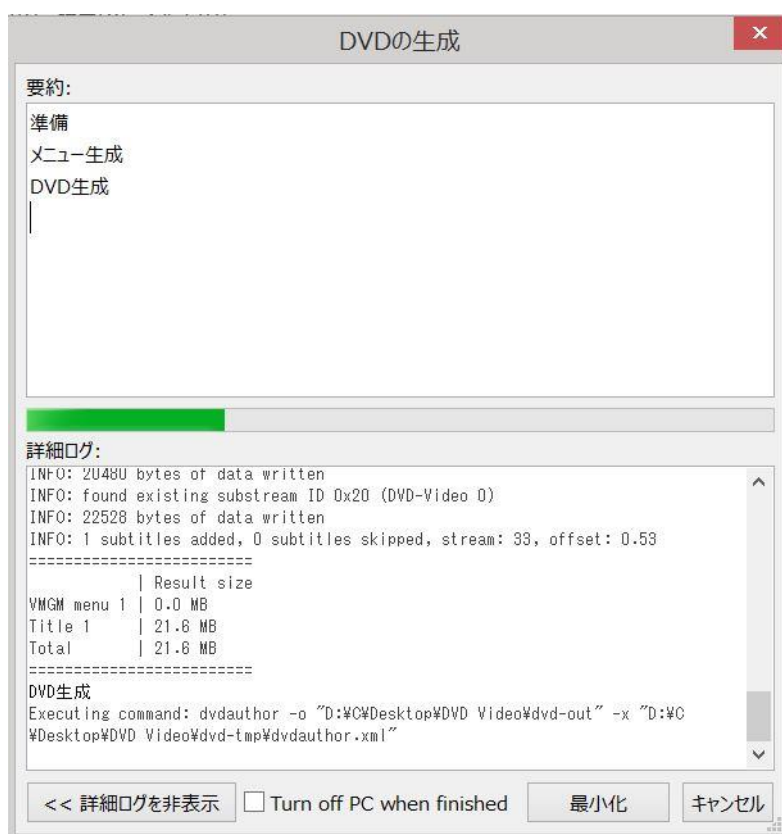 DVDの生成
要約:
準備
メニュー生成
DVD生成
詳細ログ:
INFO: 20480 bytes of data written
INFO: found existing substream ID 0x20 (DVD-Video 0)
INFO: 22528 bytes of data written
INFO: 1 subtitles added, 0 subtitles skipped, stream: 33, offset: 0.53
=========================
| Result size
VMGM menu 1 | 0.0 MB
Title 1 | 21.6 MB
Total | 21.6 MB
=========================
DVD生成
Executing command: dvdauthor -o "D:¥C¥Desktop¥DVD Video¥dvd-out" -x "D:¥C
¥Desktop¥DVD Video¥dvd-tmp¥dvdauthor.xml"
<< 詳細ログを非表示 Turn off PC when finished 最小化 キャンセル